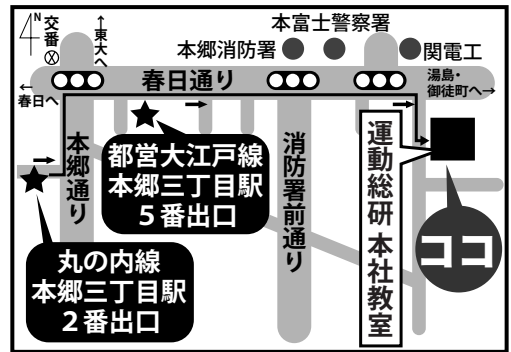 N
交番
↑東大へ
本富士警察署
本郷消防署
関電工
春日通り
←春日へ
湯島・
御徒町へ→
本郷通り
都営大江戸線
本郷三丁目駅
5番出口
消防署前通り
運動総研 本社教室
ココ
丸の内線
本郷三丁目駅
2番出口